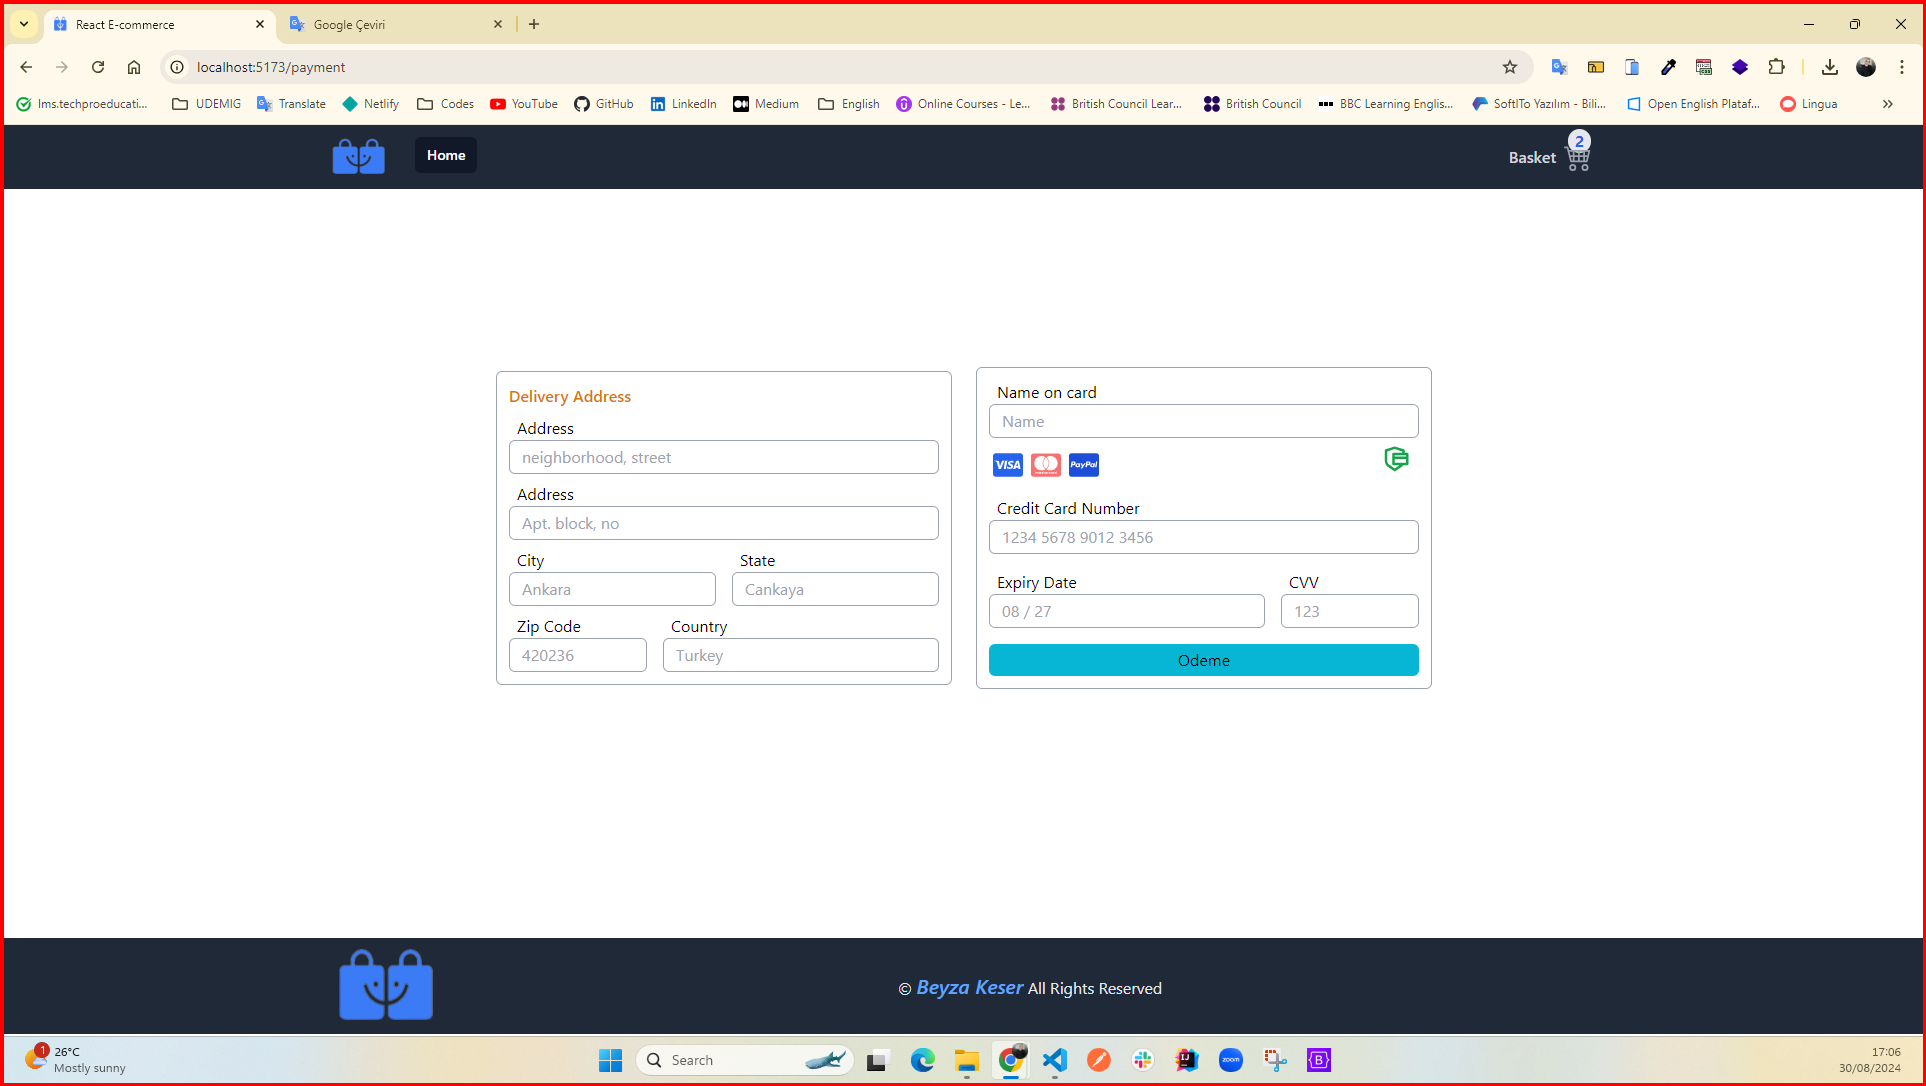 React E-commerce
Google Çeviri
localhost:5173/payment
lms.techproeducati...
UDEMIG
Translate
Netlify
Codes
YouTube
GitHub
LinkedIn
Medium
English
Online Courses - Le...
British Council Lear...
British Council
BBC Learning Englis...
SoftITo Yazılım - Bili...
Open English Plataf...
Lingua
Home
Basket
2
Delivery Address
Address
neighborhood, street
Address
Apt. block, no
City
State
Ankara
Cankaya
Zip Code
Country
420236
Turkey
Name on card
Name
VISA
PayPal
Credit Card Number
1234 5678 9012 3456
Expiry Date
CVV
08 / 27
123
Odeme
© Beyza Keser All Rights Reserved
1
26°C
Mostly sunny
Search
zoom
B
17:06
30/08/2024